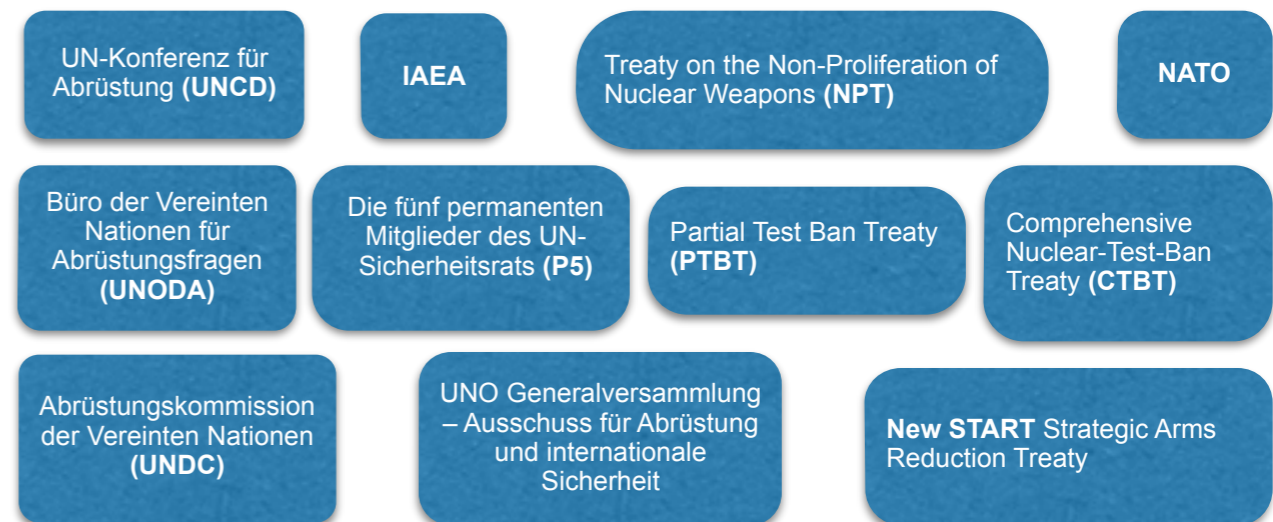 UN-Konferenz für
Abrüstung (UNCD)
IAEA
Treaty on the Non-Proliferation of
Nuclear Weapons (NPT)
NATO
Büro der Vereinten
Nationen für
Abrüstungsfragen
(UNODA)
Die fünf permanenten
Mitglieder des UN-
Sicherheitsrats (P5)
Partial Test Ban Treaty
(PTBT)
Comprehensive
Nuclear-Test-Ban
Treaty (CTBT)
Abrüstungskommission
der Vereinten Nationen
(UNDC)
UNO Generalversammlung
– Ausschuss für Abrüstung
und internationale
Sicherheit
New START Strategic Arms
Reduction Treaty